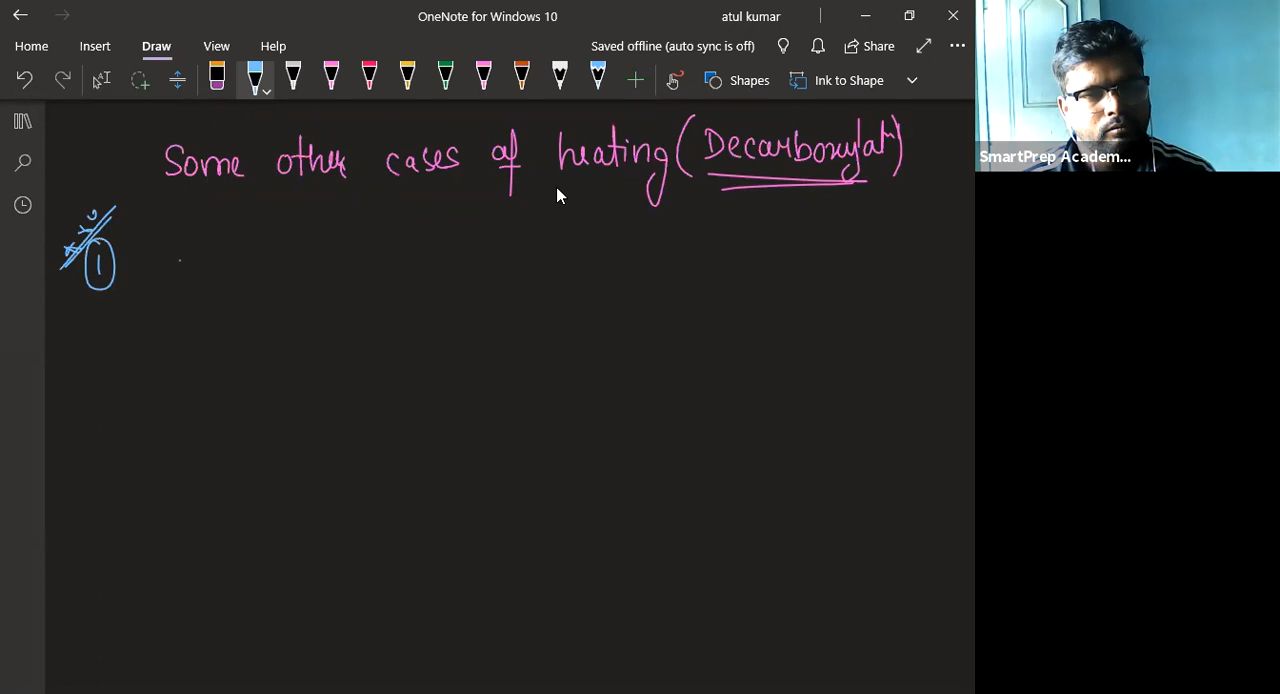 OneNote for Windows 10
atul kumar
Home Insert Draw View Help
Saved offline (auto sync is off)
Share
Shapes
Ink to Shape
SmartPrep Academ...
Some other cases of heating (Decarboxylatn)
1